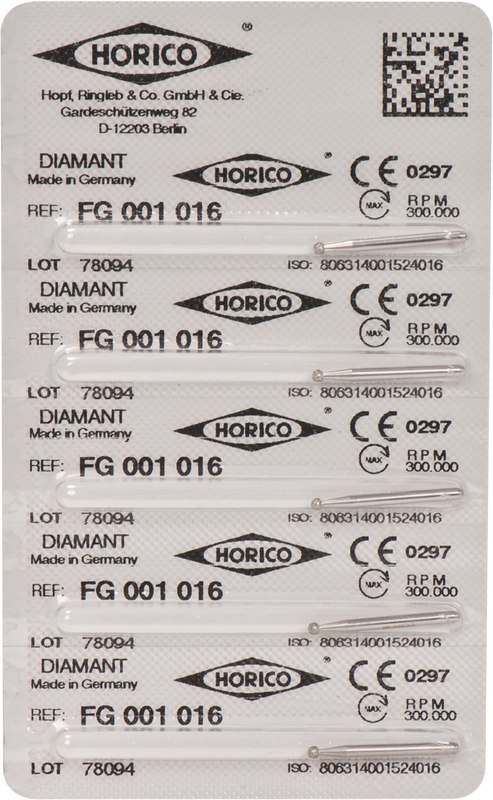 HORICO ®
Hopf, Ringleb & Co. GmbH & Cie.
Gardeschützenweg 82
D-12203 Berlin
DIAMANT HORICO ® CE 0297
Made in Germany
MAX RPM
REF: FG 001 016 300.000
LOT 78094 ISO: 806314001524016
DIAMANT HORICO ® CE 0297
Made in Germany
MAX RPM
REF: FG 001 016 300.000
LOT 78094 ISO: 806314001524016
DIAMANT HORICO ® CE 0297
Made in Germany
MAX RPM
REF: FG 001 016 300.000
LOT 78094 ISO: 806314001524016
DIAMANT HORICO ® CE 0297
Made in Germany
MAX RPM
REF: FG 001 016 300.000
LOT 78094 ISO: 806314001524016
DIAMANT HORICO ® CE 0297
Made in Germany
MAX RPM
REF: FG 001 016 300.000
LOT 78094 ISO: 806314001524016